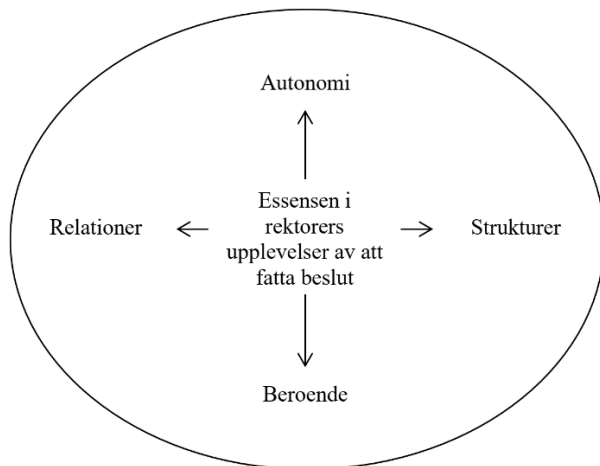 Autonomi
Essensen i
Relationer
rektorers
Strukturer
upplevelser av att
fatta beslut
Beroende